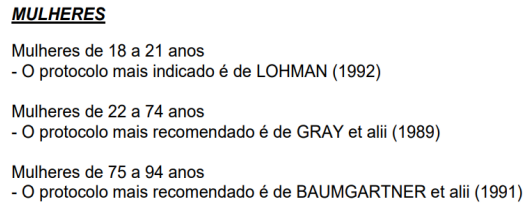 MULHERES
Mulheres de 18 a 21 anos
- O protocolo mais indicado é de LOHMAN (1992)
Mulheres de 22 a 74 anos
- O protocolo mais recomendado é de GRAY et alii (1989)
Mulheres de 75 a 94 anos
- O protocolo mais recomendado é de BAUMGARTNER et alii (1991)